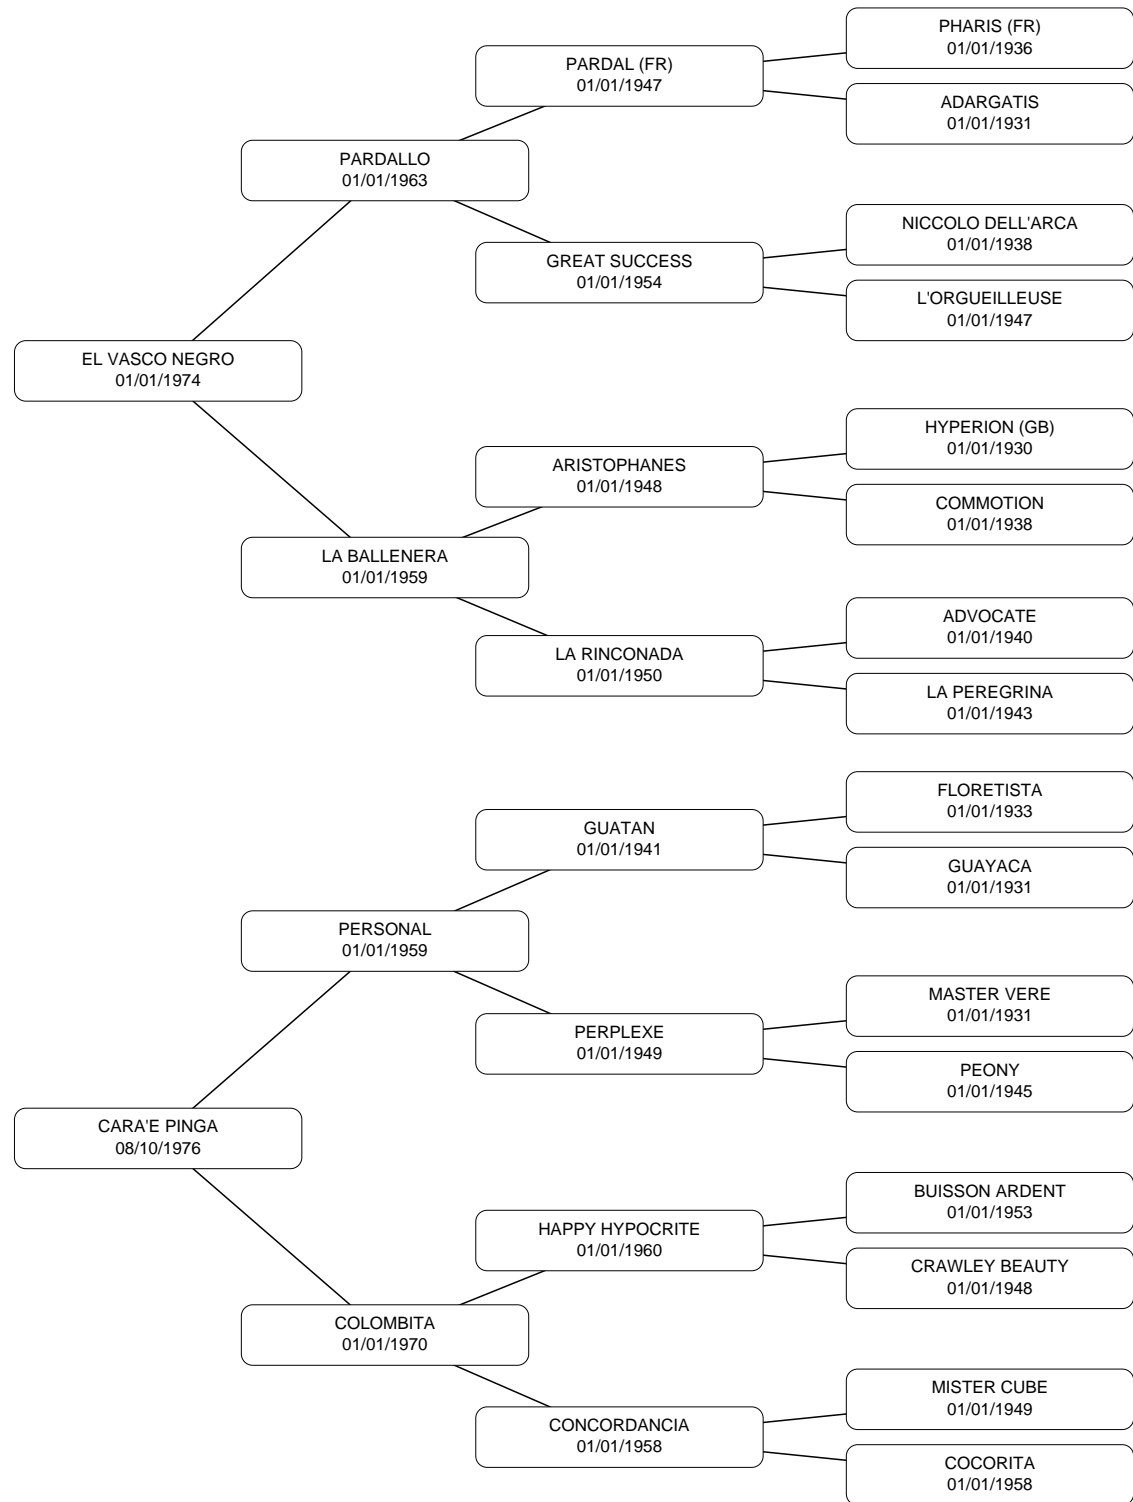 PHARIS (FR)
01/01/1936
PARDAL (FR)
01/01/1947
ADARGATIS
01/01/1931
PARDALLO
01/01/1963
NICCOLO DELL'ARCA
01/01/1938
GREAT SUCCESS
01/01/1954
L'ORGUEILLEUSE
01/01/1947
EL VASCO NEGRO
01/01/1974
HYPERION (GB)
01/01/1930
ARISTOPHANES
01/01/1948
COMMOTION
01/01/1938
LA BALLENERA
01/01/1959
ADVOCATE
01/01/1940
LA RINCONADA
01/01/1950
LA PEREGRINA
01/01/1943
FLORETISTA
01/01/1933
GUATAN
01/01/1941
GUAYACA
01/01/1931
PERSONAL
01/01/1959
MASTER VERE
01/01/1931
PERPLEXE
01/01/1949
PEONY
01/01/1945
CARA'E PINGA
08/10/1976
BUISSON ARDENT
01/01/1953
HAPPY HYPOCRITE
01/01/1960
CRAWLEY BEAUTY
01/01/1948
COLOMBITA
01/01/1970
MISTER CUBE
01/01/1949
CONCORDANCIA
01/01/1958
COCORITA
01/01/1958